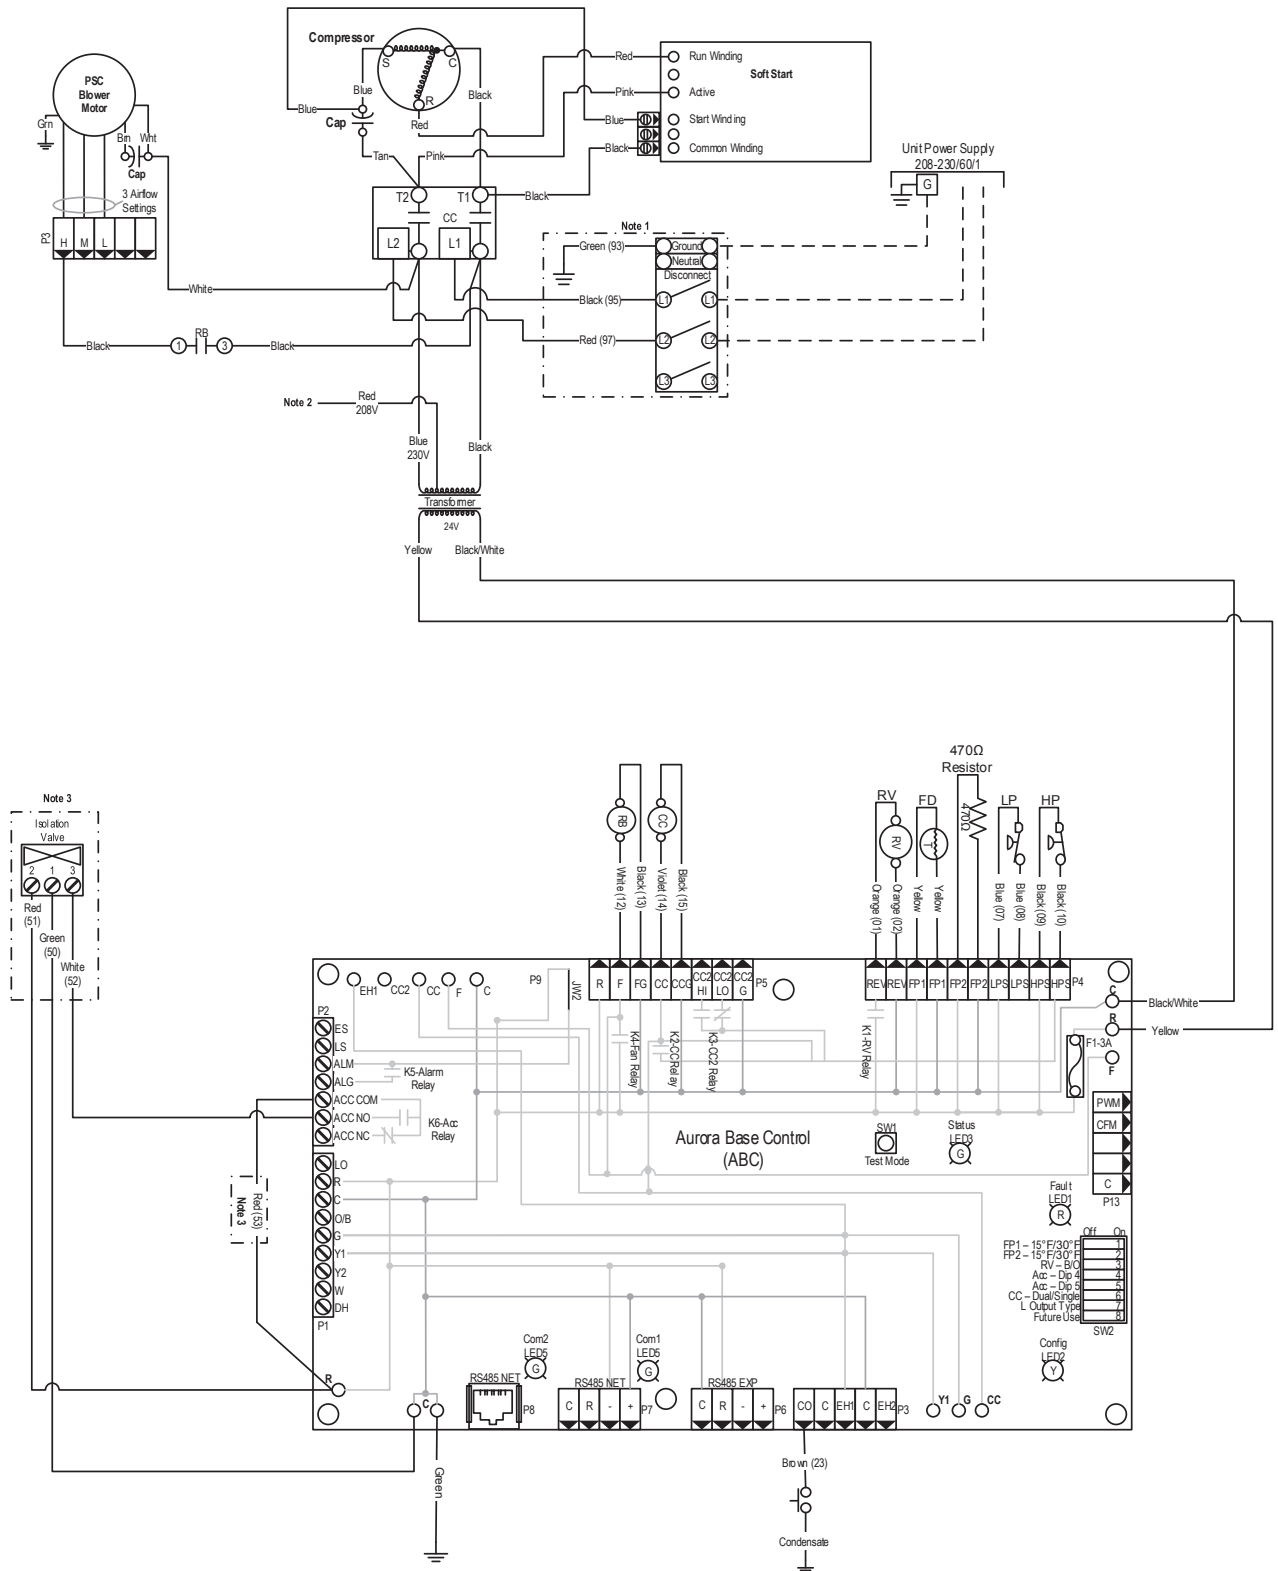 Compressor
S
C
R
Blue
Black
Red
Blue
Cap
Tan
Pink
PSC
Blower
Motor
Grn
Brn
Wht
Cap
3 Airflow
Settings
P3
H
M
L
White
Black
1
RB
3
Black
T2
T1
CC
L2
L1
Black
Red
Pink
Blue
Black
Run Winding
Soft Start
Active
Start Winding
Common Winding
Unit Power Supply
208-230/60/1
G
Note 1
Green (93)
Ground
Neutral
Disconnect
Black (95)
L1
L1
Red (97)
L2
L2
L3
L3
Note 2
Red
208V
Blue
230V
Black
Transformer
24V
Yellow
Black/White
Note 3
Isolation
Valve
2
1
3
Red
(51)
Green
(50)
White
(52)
RB
CC
White (12)
Black (13)
Violet (14)
Black (15)
470Ω
Resistor
RV
FD
LP
HP
470Ω
RV
T
Orange (01)
Orange (02)
Yellow
Yellow
Blue (07)
Blue (08)
Black (09)
Black (10)
EH1
CC2
CC
F
C
P9
JW2
R
F
FG
CC
CCG
CC2
HI
CC2
LO
CC2
G
P5
REV
REV
FP1
FP1
FP2
FP2
LPS
LPS
HPS
HPS
P4
C
Black/White
R
Yellow
F1-3A
F
P2
ES
LS
ALM
ALG
ACC COM
ACC NO
ACC NC
K5-Alarm
Relay
K6-Acc
Relay
K4-Fan Relay
K2-CC Relay
K3-CC2 Relay
K1-RV Relay
Aurora Base Control
(ABC)
SW1
Test Mode
Status
LED3
G
PWM
CFM
C
P13
Fault
LED1
R
LO
R
C
O/B
G
Y1
Y2
W
DH
P1
Red (53)
Note 3
Off
On
FP1 – 15°F/30°F
1
FP2 – 15°F/30°F
2
RV – B/O
3
Acc – Dip 4
4
Acc – Dip 5
5
CC – Dual/Single
6
L Output Type
7
Future Use
8
SW2
Config
LED2
Y
Com2
LED5
G
Com1
LED5
G
R
C
RS485 NET
P8
RS485 NET
C
R
-
+
P7
RS485 EXP
C
R
-
+
P6
CO
C
EH1
C
EH2
P3
Y1
G
CC
Green
Brown (23)
Condensate